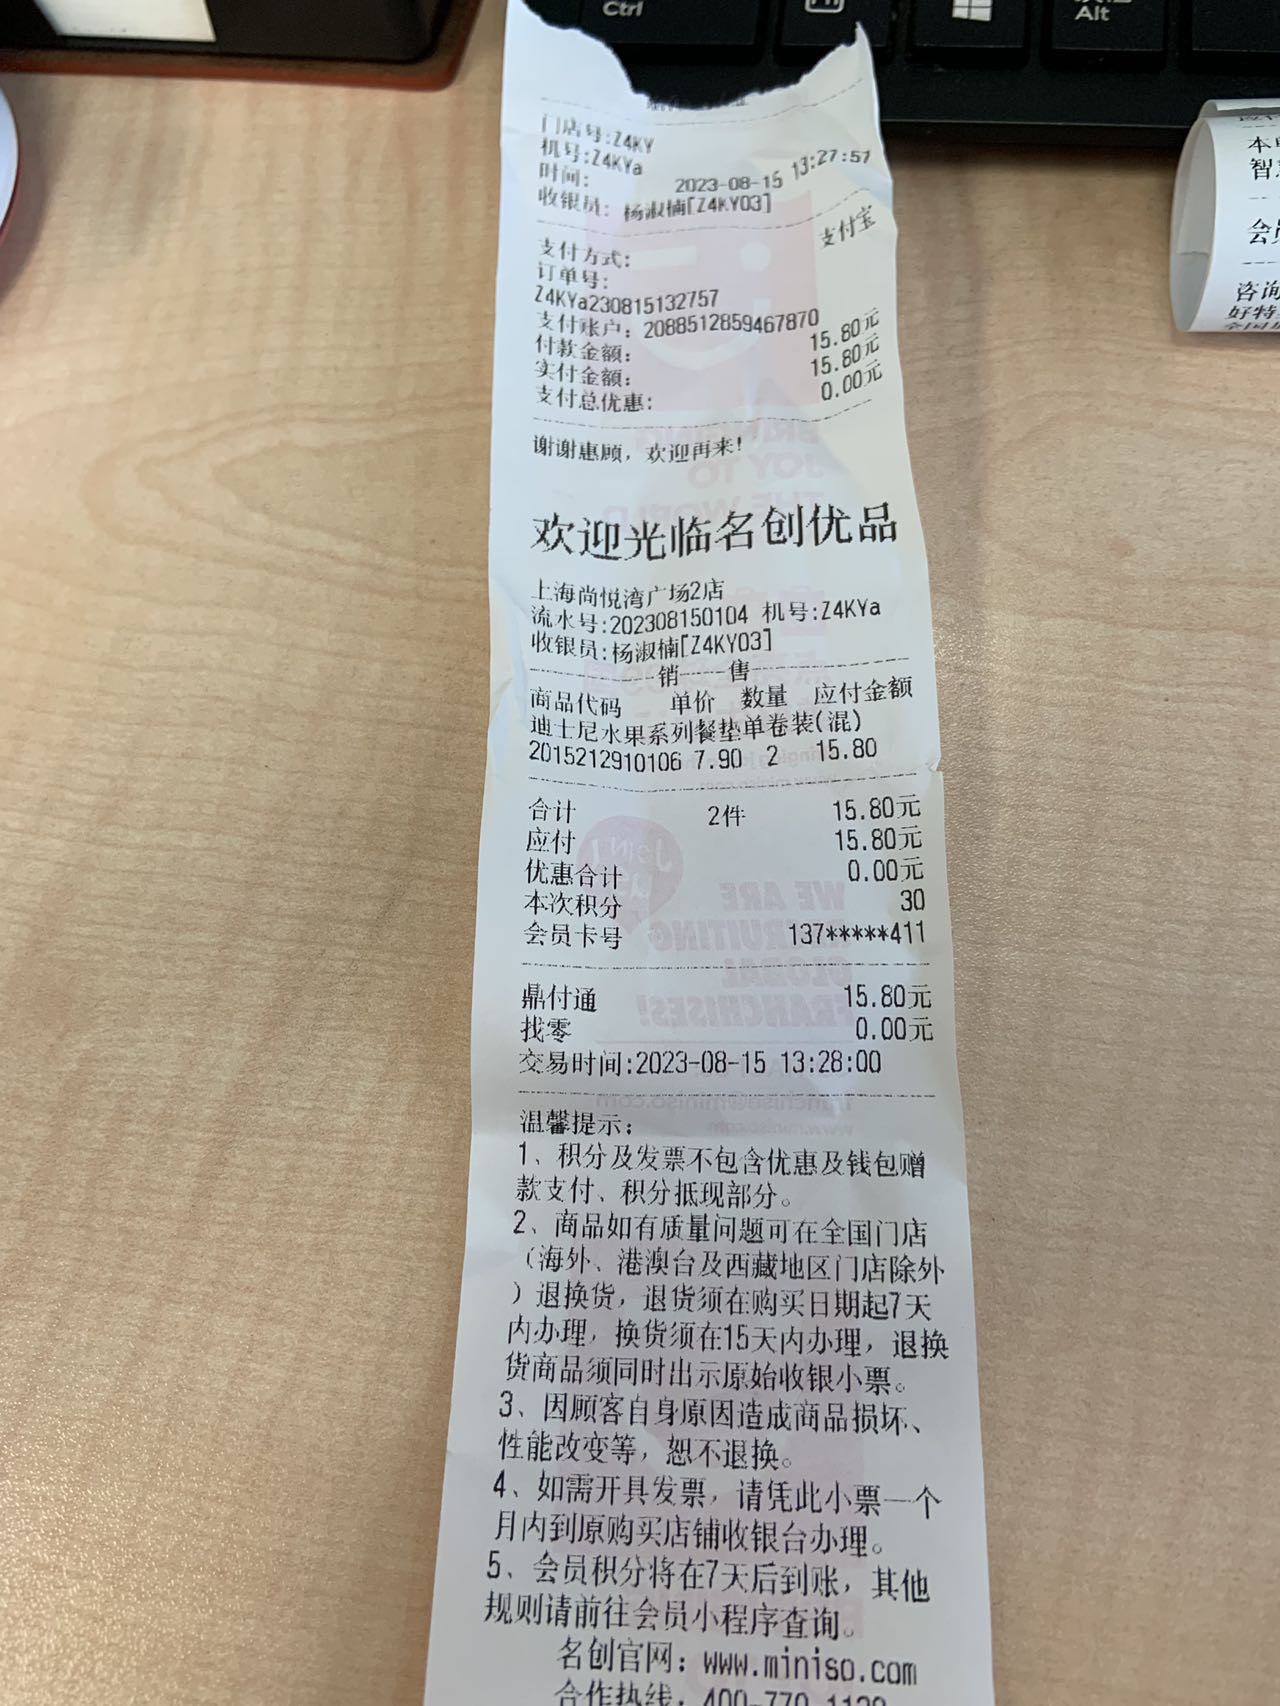 Ctrl
Alt
门店号:Z4KY
机号:Z4KYa
时间: 2023-08-15 13:27:57
收银员: 杨淑楠[Z4KY03]
支付方式: 支付宝
订单号:
Z4KYa230815132757
支付账户: 2088512859467870
付款金额: 15.80元
实付金额: 15.80元
支付总优惠: 0.00元
谢谢惠顾，欢迎再来!
欢迎光临名创优品
上海尚悦湾广场2店
流水号:202308150104 机号:Z4KYa
收银员:杨淑楠[Z4KY03]
销 售
商品代码 单价 数量 应付金额
迪士尼水果系列餐垫单卷装(混)
2015212910106 7.90 2 15.80
合计 2件 15.80元
应付 15.80元
优惠合计 0.00元
本次积分 30
会员卡号 137*****411
鼎付通 15.80元
找零 0.00元
交易时间:2023-08-15 13:28:00
温馨提示:
1、积分及发票不包含优惠及钱包赠
款支付、积分抵现部分。
2、商品如有质量问题可在全国门店
（海外、港澳台及西藏地区门店除外
）退换货，退货须在购买日期起7天
内办理，换货须在15天内办理，退换
货商品须同时出示原始收银小票。
3、因顾客自身原因造成商品损坏、
性能改变等，恕不退换。
4、如需开具发票，请凭此小票一个
月内到原购买店铺收银台办理。
5、会员积分将在7天后到账，其他
规则请前往会员小程序查询。
名创官网: www.miniso.com
合作热线: 400-770-1128
WE ARE
RECRUITING
GLOBAL
FRANCHISES!
咨询
好特